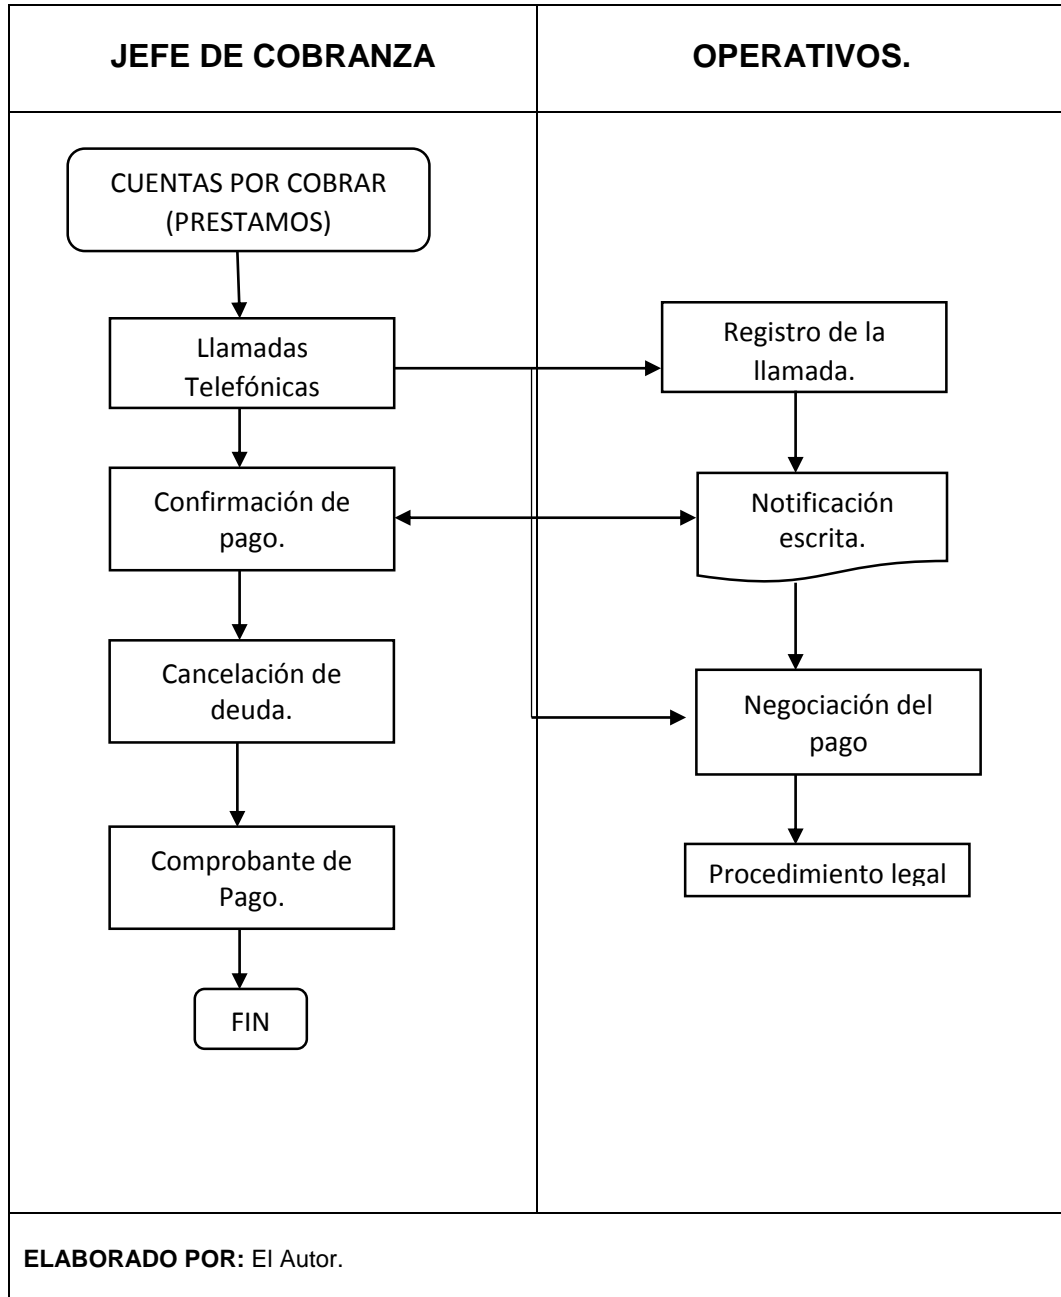 JEFE DE COBRANZA
OPERATIVOS.
CUENTAS POR COBRAR
(PRESTAMOS)
Llamadas
Telefónicas
Confirmación de
pago.
Cancelación de
deuda.
Comprobante de
Pago.
FIN
Registro de la
llamada.
Notificación
escrita.
Negociación del
pago
Procedimiento legal
ELABORADO POR: El Autor.